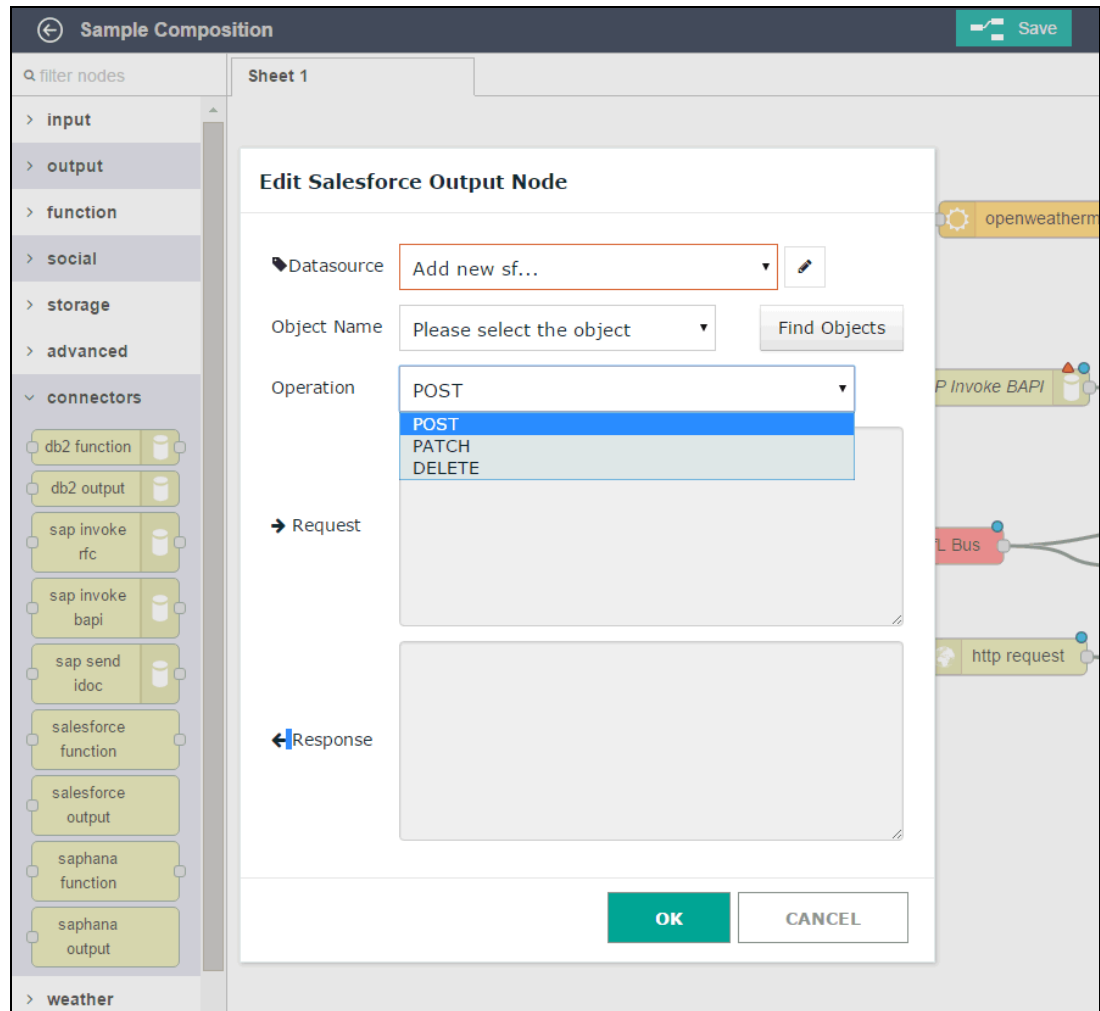 Sample Composition
Save
filter nodes
Sheet 1
input
output
function
social
storage
advanced
connectors
db2 function
db2 output
sap invoke
rfc
sap invoke
bapi
sap send
idoc
salesforce
function
salesforce
output
saphana
function
saphana
output
weather
Edit Salesforce Output Node
Datasource
Add new sf...
Object Name
Please select the object
Find Objects
Operation
POST
POST
PATCH
DELETE
Request
Response
OK
CANCEL
openweatherm
P Invoke BAPI
L Bus
http request